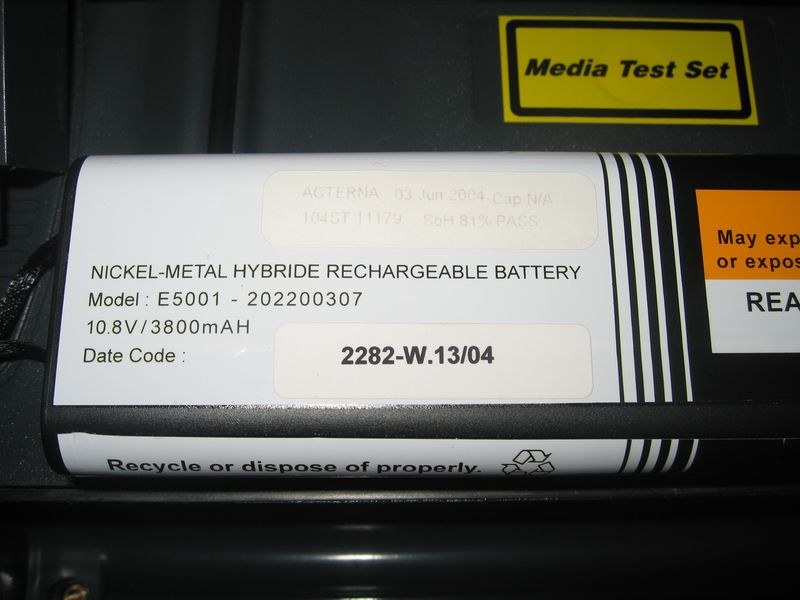 Media Test Set
ACTERNA 03 Jun 2004 Cap N/A
104ST 11179 SoH 81% PASS
NICKEL-METAL HYBRIDE RECHARGEABLE BATTERY
Model : E5001 - 202200307
10.8V/3800mAH
Date Code :
2282-W.13/04
May exp
or expos
REA
Recycle or dispose of properly.